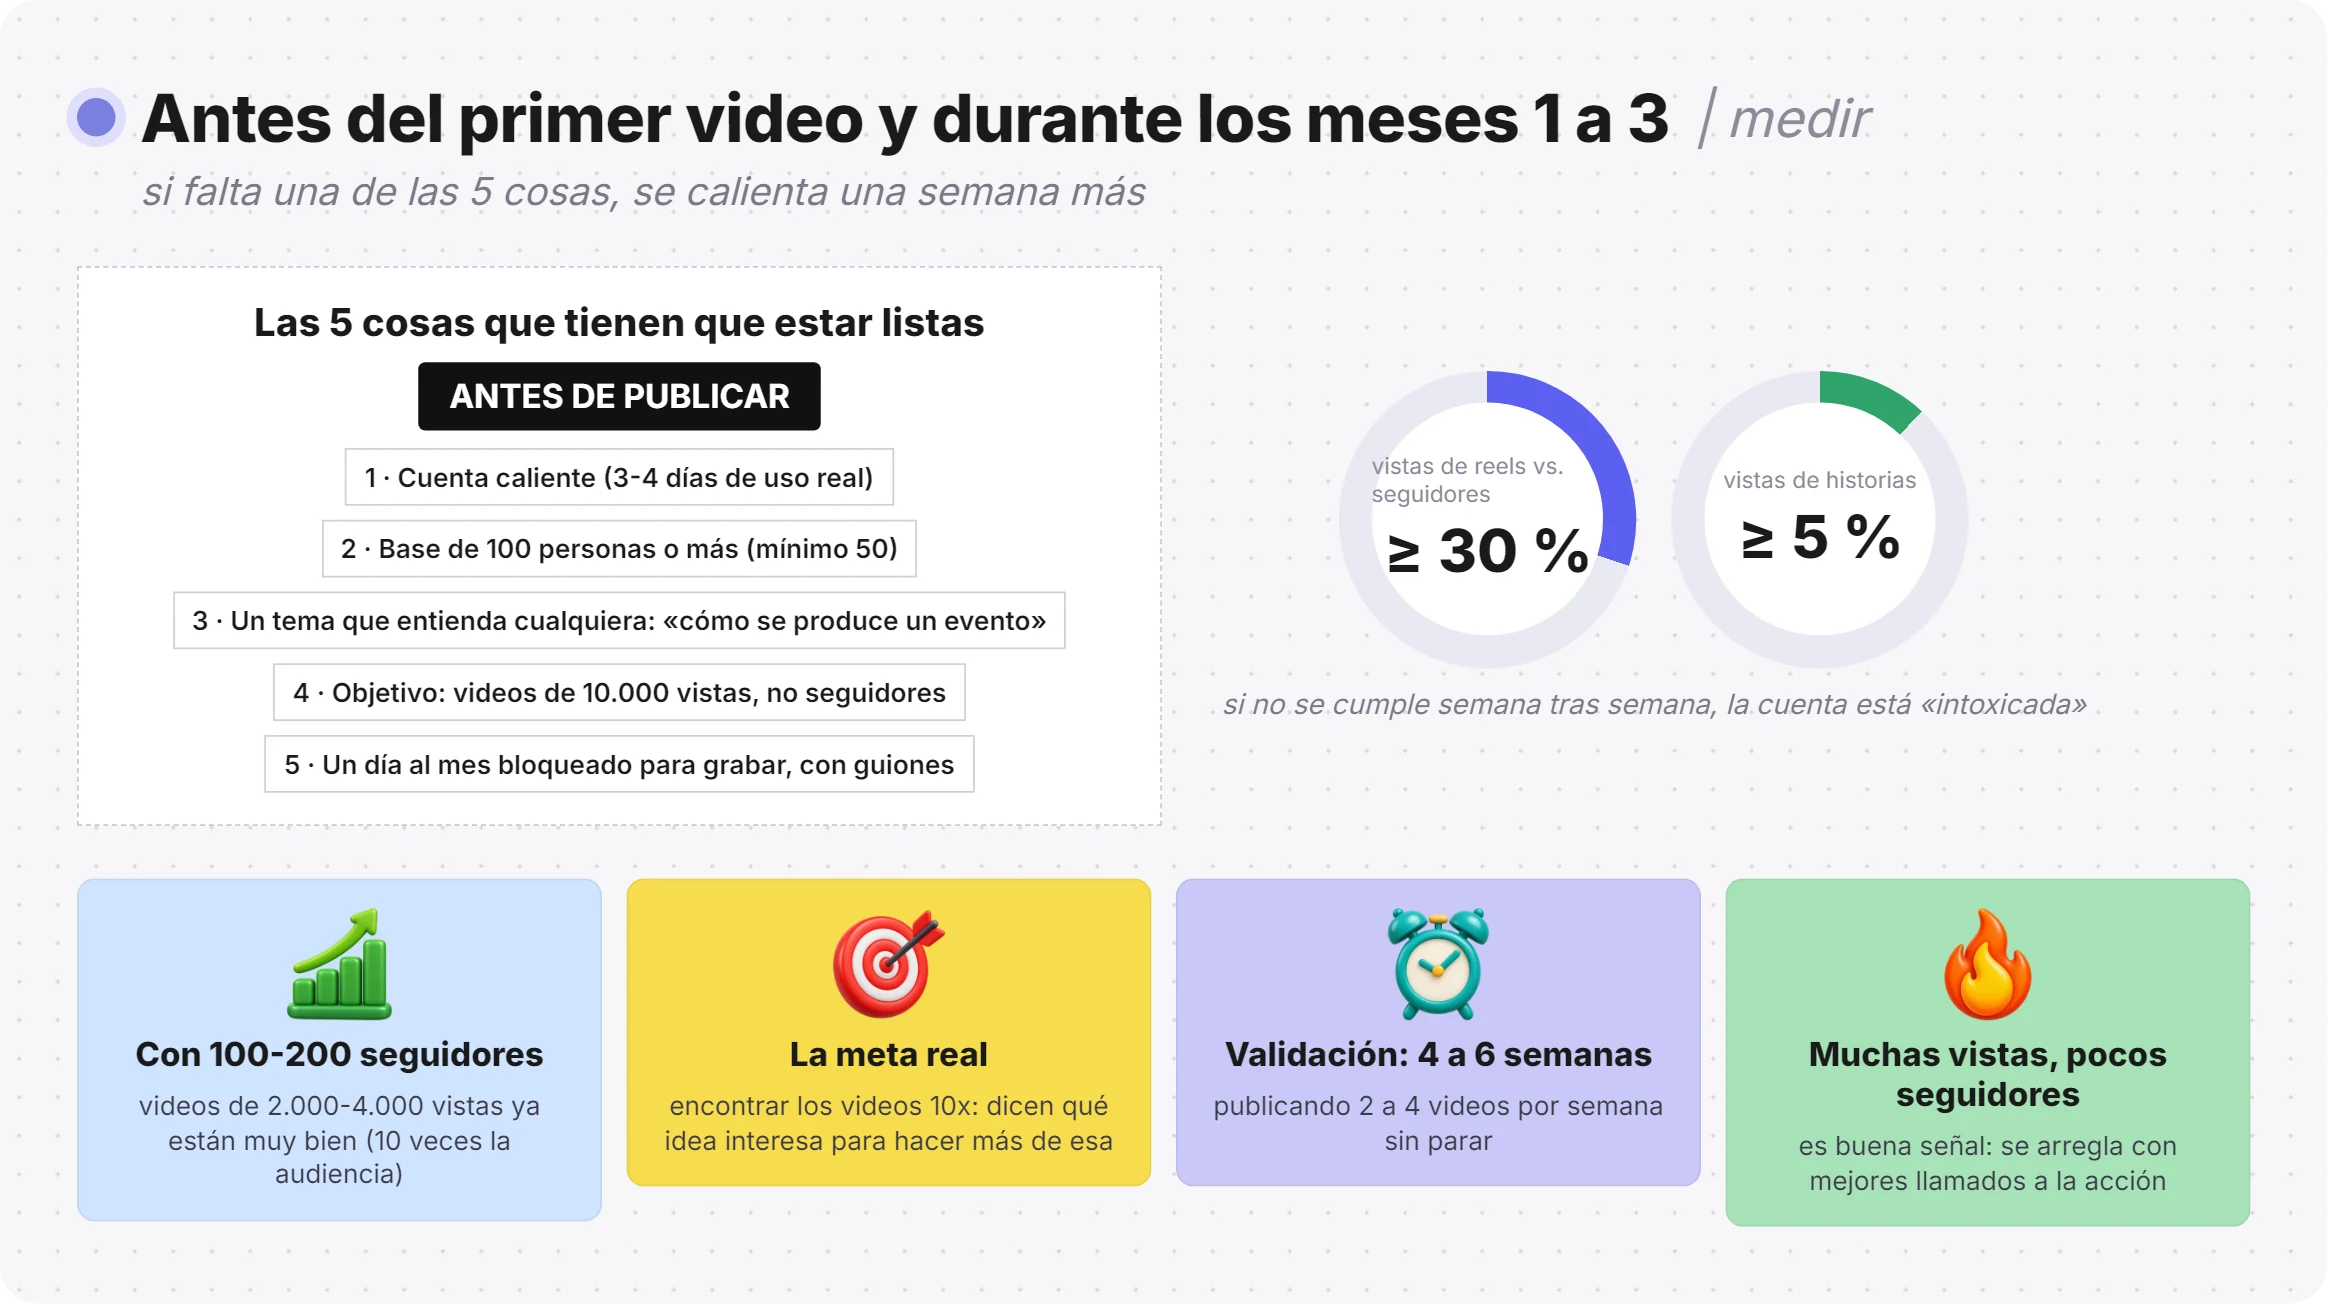 Antes del primer video y durante los meses 1 a 3 | medir
si falta una de las 5 cosas, se calienta una semana más
Las 5 cosas que tienen que estar listas
ANTES DE PUBLICAR
1 · Cuenta caliente (3-4 días de uso real)
2 · Base de 100 personas o más (mínimo 50)
3 · Un tema que entienda cualquiera: «cómo se produce un evento»
4 · Objetivo: videos de 10.000 vistas, no seguidores
5 · Un día al mes bloqueado para grabar, con guiones
vistas de reels vs.
seguidores
≥ 30 %
vistas de historias
≥ 5 %
si no se cumple semana tras semana, la cuenta está «intoxicada»
Con 100-200 seguidores
videos de 2.000-4.000 vistas ya
están muy bien (10 veces la
audiencia)
La meta real
encontrar los videos 10x: dicen qué
idea interesa para hacer más de esa
Validación: 4 a 6 semanas
publicando 2 a 4 videos por semana
sin parar
Muchas vistas, pocos
seguidores
es buena señal: se arregla con
mejores llamados a la acción